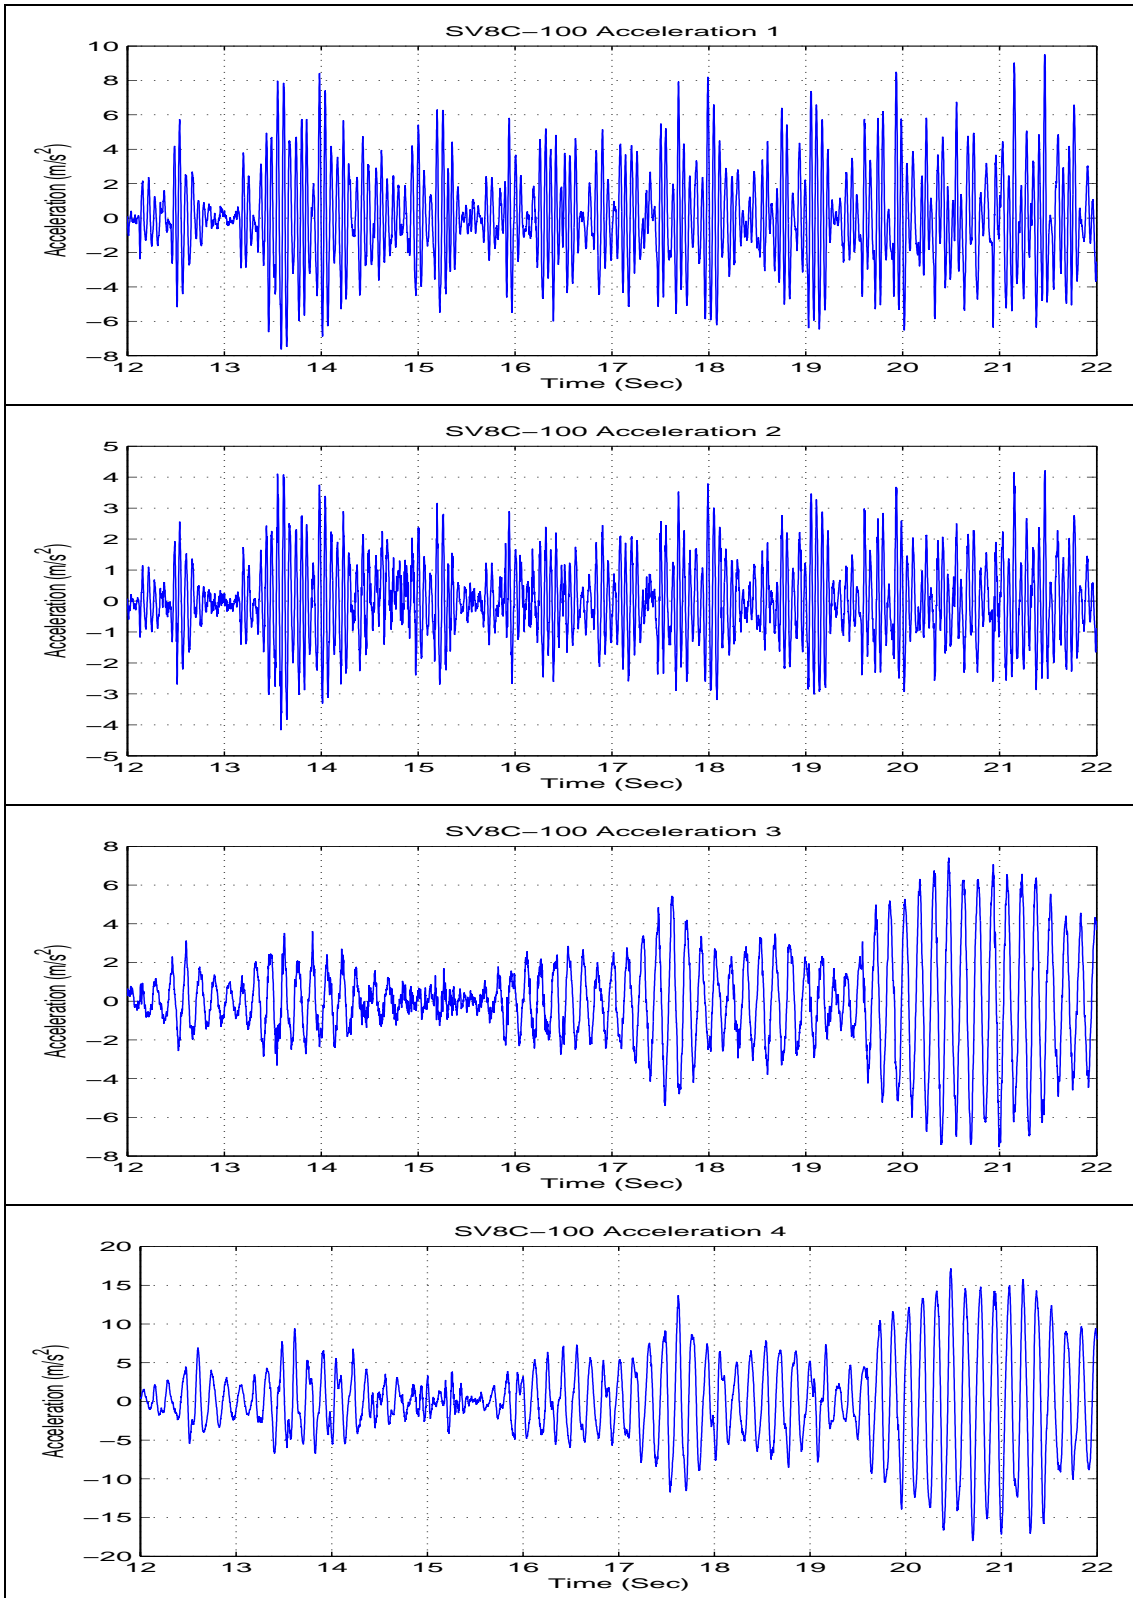 SV8C−100 Acceleration 1
10
8
6
4
2
0
−2
−4
−6
−8
Acceleration (m/s²)
12 13 14 15 16 17 18 19 20 21 22
Time (Sec)
SV8C−100 Acceleration 2
5
4
3
2
1
0
−1
−2
−3
−4
−5
Acceleration (m/s²)
12 13 14 15 16 17 18 19 20 21 22
Time (Sec)
SV8C−100 Acceleration 3
8
6
4
2
0
−2
−4
−6
−8
Acceleration (m/s²)
12 13 14 15 16 17 18 19 20 21 22
Time (Sec)
SV8C−100 Acceleration 4
20
15
10
5
0
−5
−10
−15
−20
Acceleration (m/s²)
12 13 14 15 16 17 18 19 20 21 22
Time (Sec)